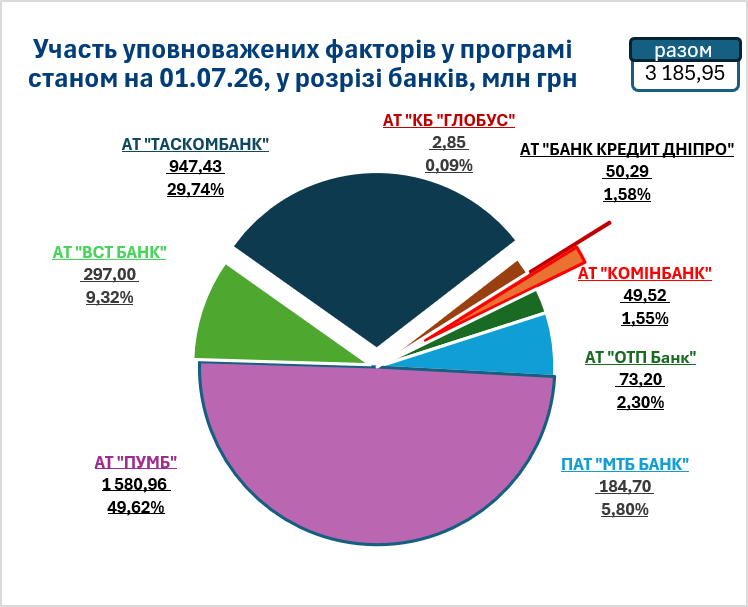 Участь уповноважених факторів у програмі
станом на 01.07.26, у розрізі банків, млн грн
разом
3 185,95
АТ "КБ "ГЛОБУС"
2,85
0,09%
АТ "ТАСКОМБАНК"
947,43
29,74%
АТ "БАНК КРЕДИТ ДНІПРО"
50,29
1,58%
АТ "ВСТ БАНК"
297,00
9,32%
АТ "КОМІНБАНК"
49,52
1,55%
АТ "ОТП Банк"
73,20
2,30%
АТ "ПУМБ"
1 580,96
49,62%
ПАТ "МТБ БАНК"
184,70
5,80%